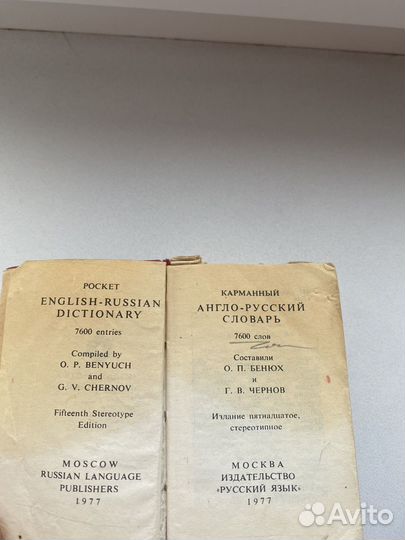 POCKET
ENGLISH-RUSSIAN
DICTIONARY
7600 entries
Compiled by
O. P. BENYUCH
and
G. V. CHERNOV
Fifteenth Stereotype
Edition
MOSCOW
RUSSIAN LANGUAGE
PUBLISHERS
1977
КАРМАННЫЙ
АНГЛО-РУССКИЙ
СЛОВАРЬ
7600 слов
Составили
О. П. БЕНЮХ
и
Г. В. ЧЕРНОВ
Издание пятнадцатое,
стереотипное
МОСКВА
ИЗДАТЕЛЬСТВО
«РУССКИЙ ЯЗЫК»
1977
Avito